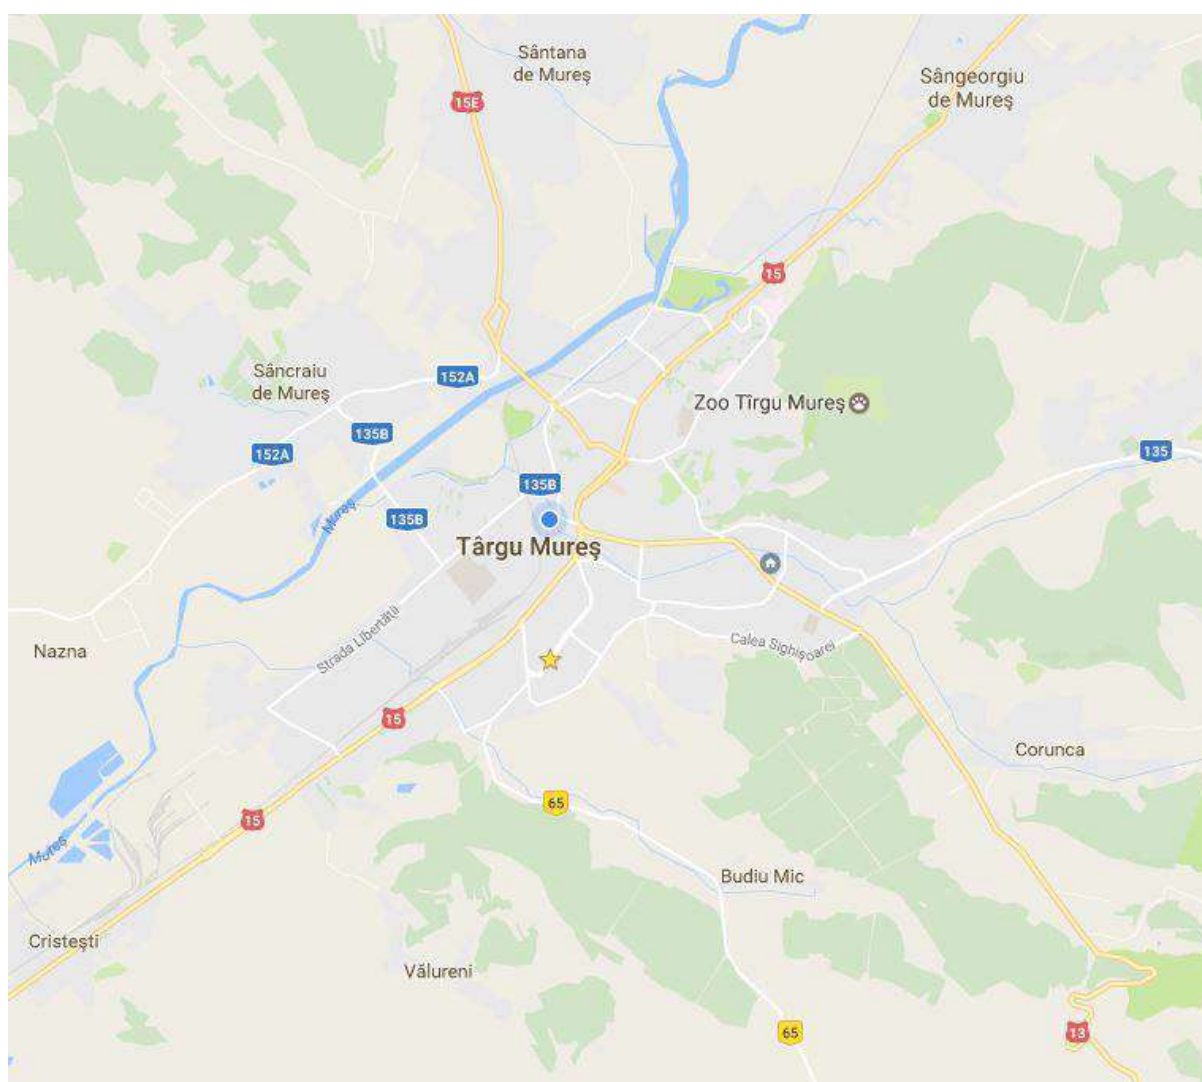 Sântana
de Mureș
15E
Sângeorgiu
de Mureș
15
Sâncraiu
de Mureș
152A
Zoo Tîrgu Mureș
135B
152A
135
135B
Mureș
135B
Târgu Mureș
Strada Libertății
Calea Sighișoarei
Nazna
15
Corunca
65
15
Mureș
Budiu Mic
Cristești
Vălureni
65
13